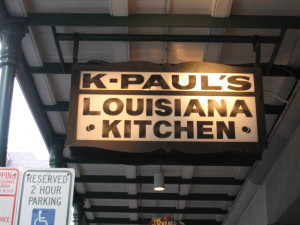 K-PAUL'S
LOUISIANA
• KITCHEN •
RESERVED
2 HOUR
PARKING